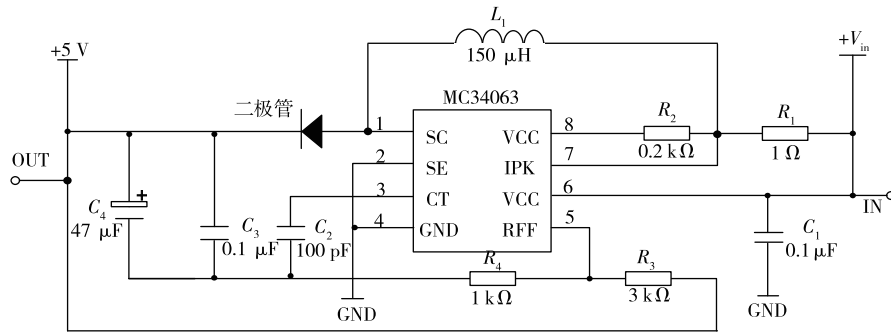 L₁
150 μH
+5 V
+Vin
二极管
MC34063
1
SC
VCC
8
R₂
0.2 kΩ
R₁
1 Ω
2
SE
IPK
7
OUT
3
CT
VCC
6
IN
C₄
47 μF
+
C₃
0.1 μF
C₂
100 pF
4
GND
RFF
5
C₁
0.1 μF
R₄
1 kΩ
R₃
3 kΩ
GND
GND